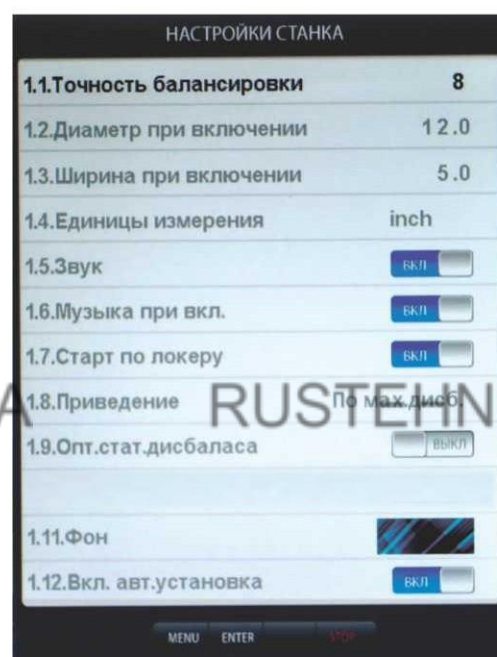 НАСТРОЙКИ СТАНКА
1.1.Точность балансировки 8
1.2.Диаметр при включении 12.0
1.3.Ширина при включении 5.0
1.4.Единицы измерения inch
1.5.Звук ВКЛ
1.6.Музыка при вкл. ВКЛ
1.7.Старт по локеру ВКЛ
1.8.Приведение По мах.дисб.
А RUSTEHN
1.9.Опт.стат.дисбаласа ВЫКЛ
1.11.Фон
1.12.Вкл. авт.установка ВКЛ
MENU ENTER STOP